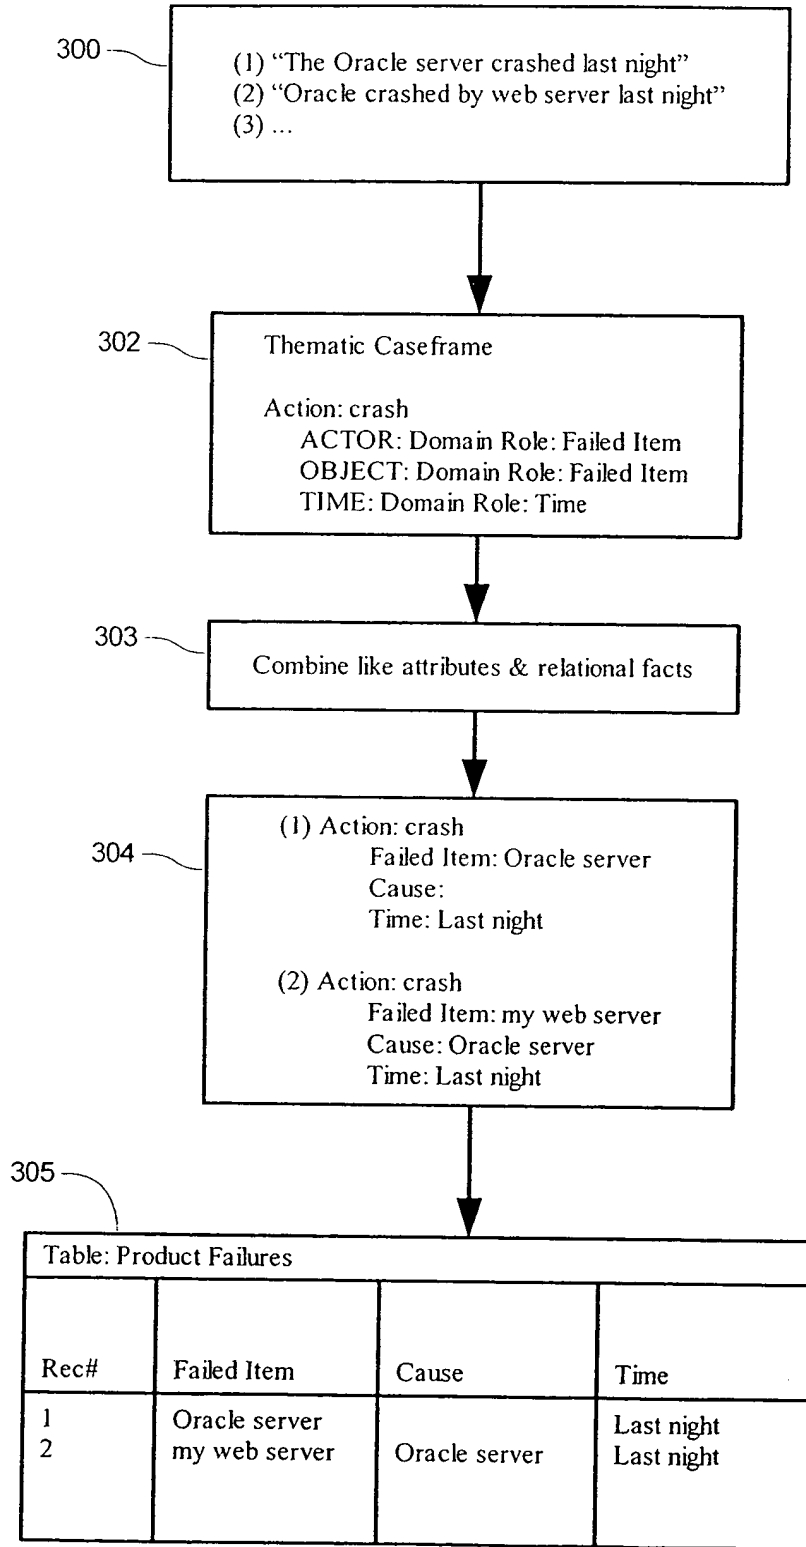 300
(1) “The Oracle server crashed last night”
(2) “Oracle crashed by web server last night”
(3) ...
302
Thematic Caseframe
Action: crash
ACTOR: Domain Role: Failed Item
OBJECT: Domain Role: Failed Item
TIME: Domain Role: Time
303
Combine like attributes & relational facts
304
(1) Action: crash
Failed Item: Oracle server
Cause:
Time: Last night
(2) Action: crash
Failed Item: my web server
Cause: Oracle server
Time: Last night
305
Table: Product Failures
Rec# Failed Item Cause Time
1 Oracle server Last night
2 my web server Oracle server Last night